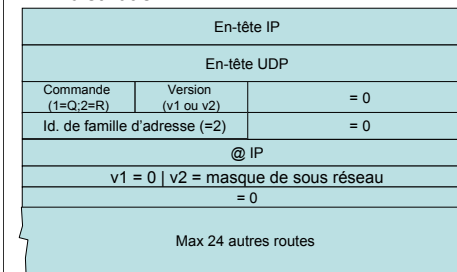 En-tête IP
En-tête UDP
Commande
(1=Q;2=R)
Version
(v1 ou v2)
= 0
Id. de famille d'adresse (=2)
= 0
@ IP
v1 = 0 | v2 = masque de sous réseau
= 0
Max 24 autres routes